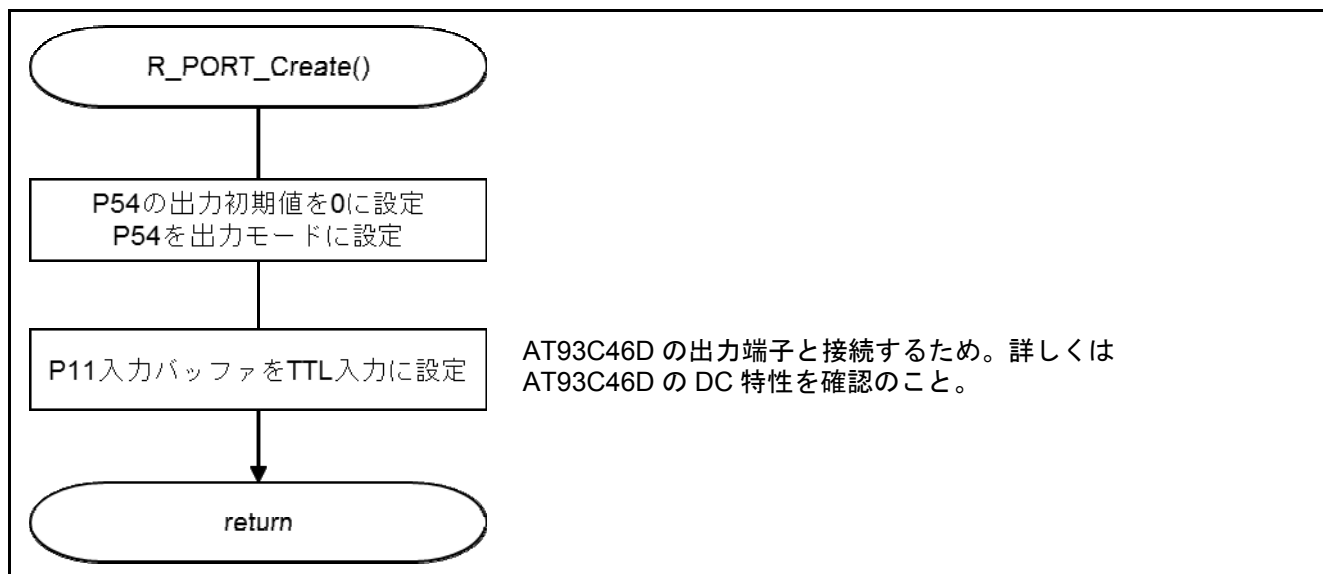 R_PORT_Create()
P54の出力初期値を0に設定
P54を出力モードに設定
P11入力バッファをTTL入力に設定
AT93C46D の出力端子と接続するため。詳しくは
AT93C46D の DC 特性を確認のこと。
return